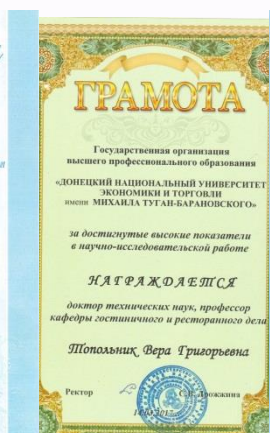 ГРАМОТА
Государственная организация
высшего профессионального образования
«ДОНЕЦКИЙ НАЦИОНАЛЬНЫЙ УНИВЕРСИТЕТ
ЭКОНОМИКИ И ТОРГОВЛИ
имени МИХАИЛА ТУГАН-БАРАНОВСКОГО»
за достигнутые высокие показатели
в научно-исследовательской работе
НАГРАЖДАЕТСЯ
доктор технических наук, профессор
кафедры гостиничного и ресторанного дела
Топольник Вера Григорьевна
Ректор С.В. Дрожжина